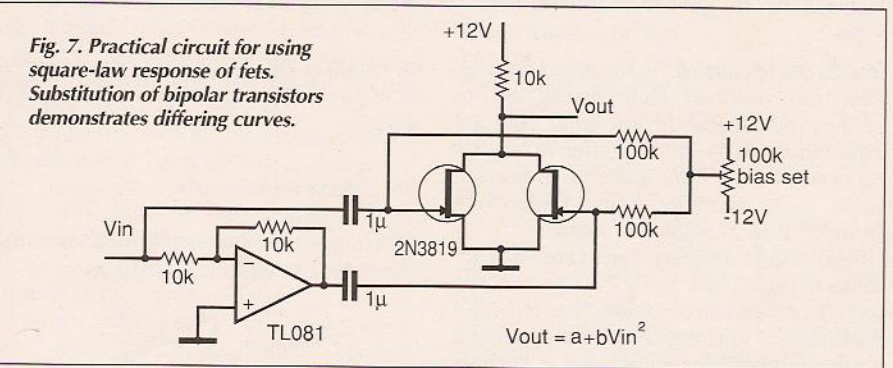 Fig. 7. Practical circuit for using
square-law response of fets.
Substitution of bipolar transistors
demonstrates differing curves.
+12V
10k
Vout
100k
+12V
100k
bias set
-12V
100k
1µ
2N3819
Vin
10k
10k
−
+
TL081
1µ
Vout = a+bVin²